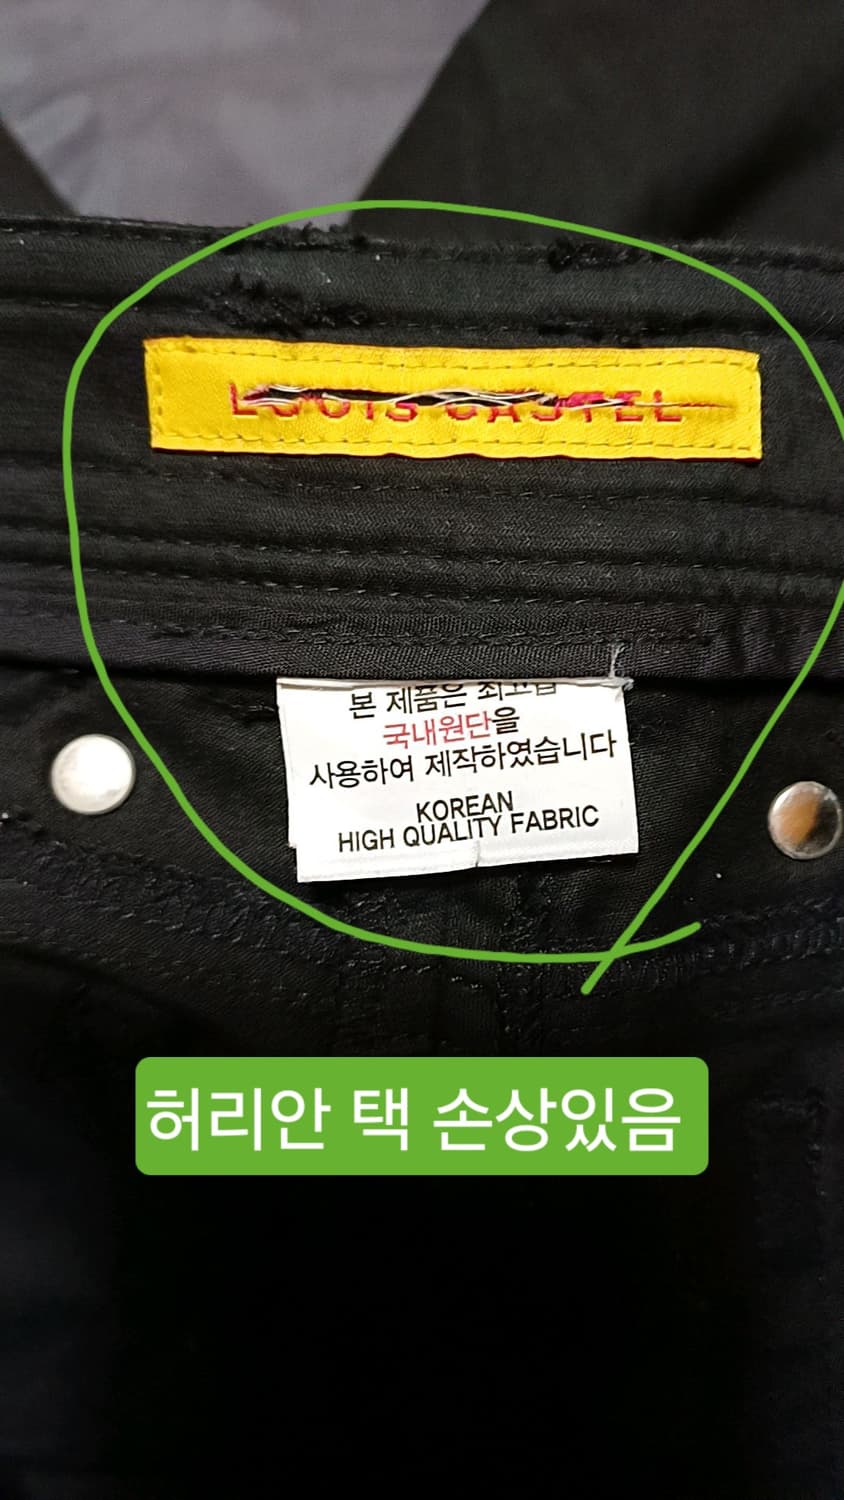 LOUIS CASTEL
본 제품은 최고급
국내원단을
사용하여 제작하였습니다
KOREAN
HIGH QUALITY FABRIC
허리안 택 손상있음